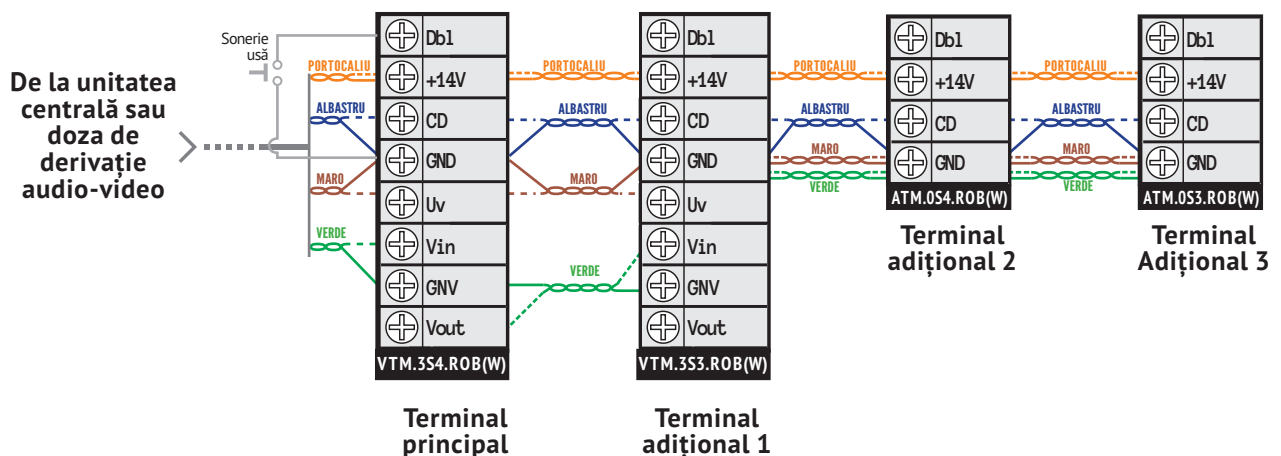 De la unitatea
centrală sau
doza de
derivație
audio-video
Sonerie
usă
PORTOCALIU
ALBASTRU
MARO
VERDE
Dbl
+14V
CD
GND
Uv
Vin
GNV
Vout
VTM.3S4.ROB(W)
Terminal
principal
PORTOCALIU
ALBASTRU
MARO
VERDE
Dbl
+14V
CD
GND
Uv
Vin
GNV
Vout
VTM.3S3.ROB(W)
Terminal
adițional 1
PORTOCALIU
ALBASTRU
MARO
VERDE
Dbl
+14V
CD
GND
ATM.0S4.ROB(W)
Terminal
adițional 2
PORTOCALIU
ALBASTRU
MARO
VERDE
Dbl
+14V
CD
GND
ATM.0S3.ROB(W)
Terminal
Adițional 3